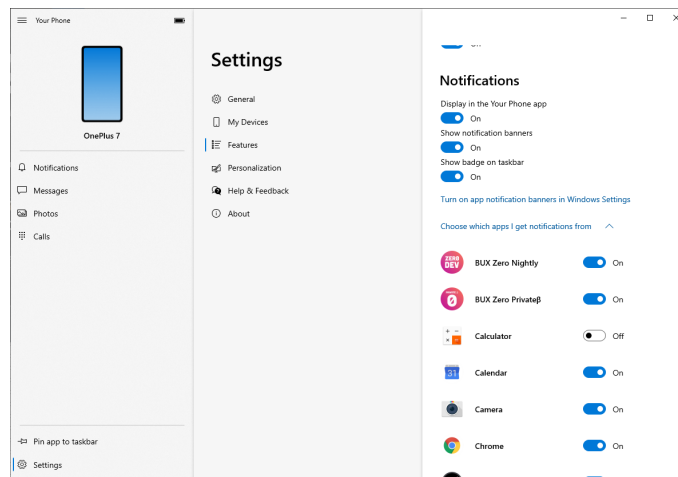 Your Phone
OnePlus 7
Notifications
Messages
Photos
Calls
Pin app to taskbar
Settings
Settings
General
My Devices
Features
Personalization
Help & Feedback
About
Notifications
Display in the Your Phone app
On
Show notification banners
On
Show badge on taskbar
On
Turn on app notification banners in Windows Settings
Choose which apps I get notifications from
ZERO
DEV
BUX Zero Nightly
On
BUX Zero Privateβ
On
Calculator
Off
31
Calendar
On
Camera
On
Chrome
On